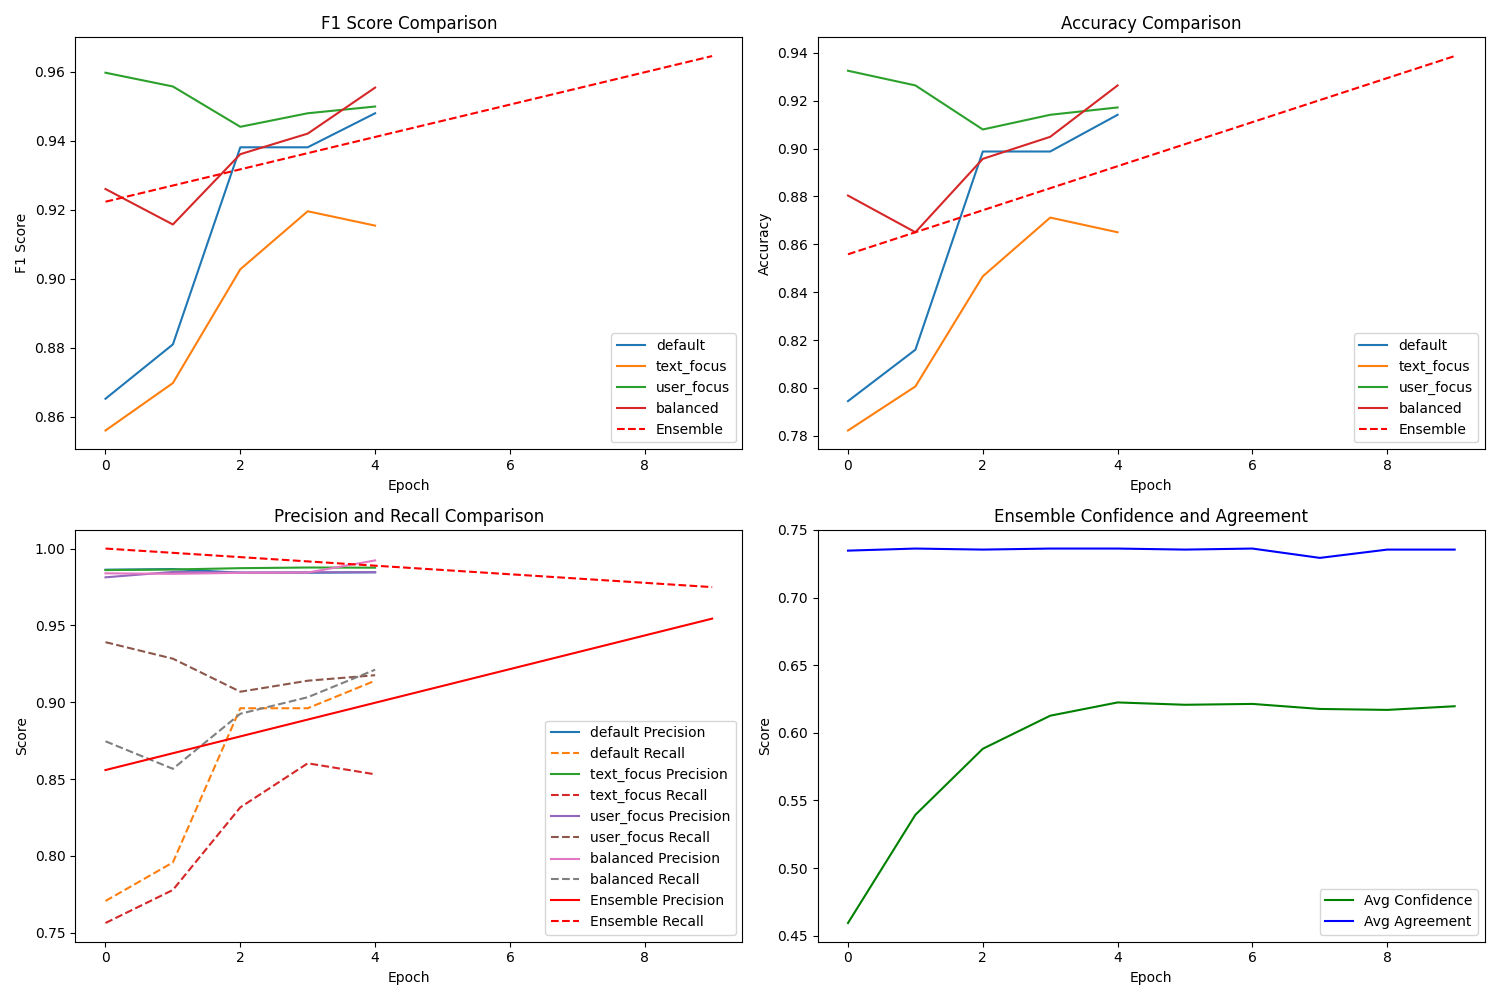 F1 Score Comparison
F1 Score
0.96
0.94
0.92
0.90
0.88
0.86
0 2 4 6 8
Epoch
default
text_focus
user_focus
balanced
Ensemble
Accuracy Comparison
Accuracy
0.94
0.92
0.90
0.88
0.86
0.84
0.82
0.80
0.78
0 2 4 6 8
Epoch
default
text_focus
user_focus
balanced
Ensemble
Precision and Recall Comparison
Score
1.00
0.95
0.90
0.85
0.80
0.75
0 2 4 6 8
Epoch
default Precision
default Recall
text_focus Precision
text_focus Recall
user_focus Precision
user_focus Recall
balanced Precision
balanced Recall
Ensemble Precision
Ensemble Recall
Ensemble Confidence and Agreement
Score
0.75
0.70
0.65
0.60
0.55
0.50
0.45
0 2 4 6 8
Epoch
Avg Confidence
Avg Agreement